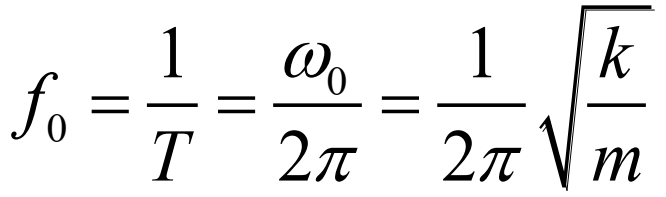 f₀ = 1/T = ω₀/2π = 1/2π √(k/m)